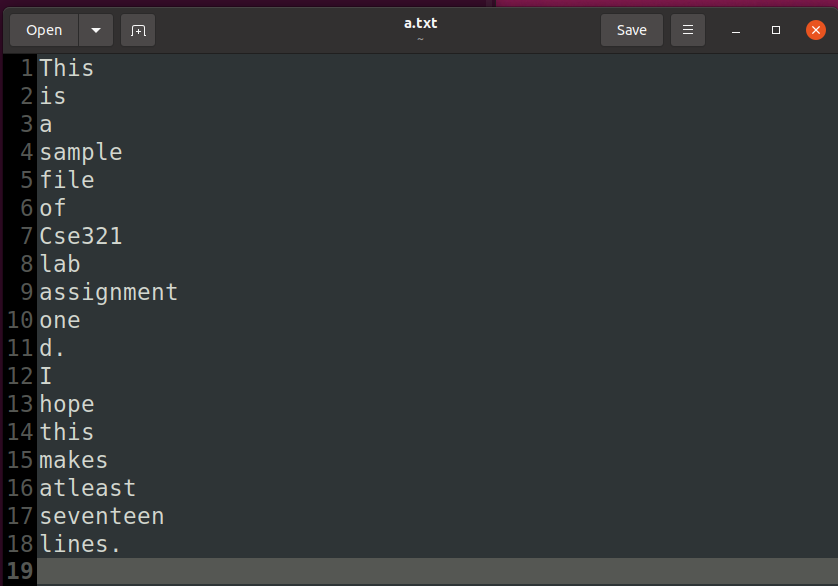 Open
a.txt
~
Save
1 This
2 is
3 a
4 sample
5 file
6 of
7 Cse321
8 lab
9 assignment
10 one
11 d.
12 I
13 hope
14 this
15 makes
16 atleast
17 seventeen
18 lines.
19